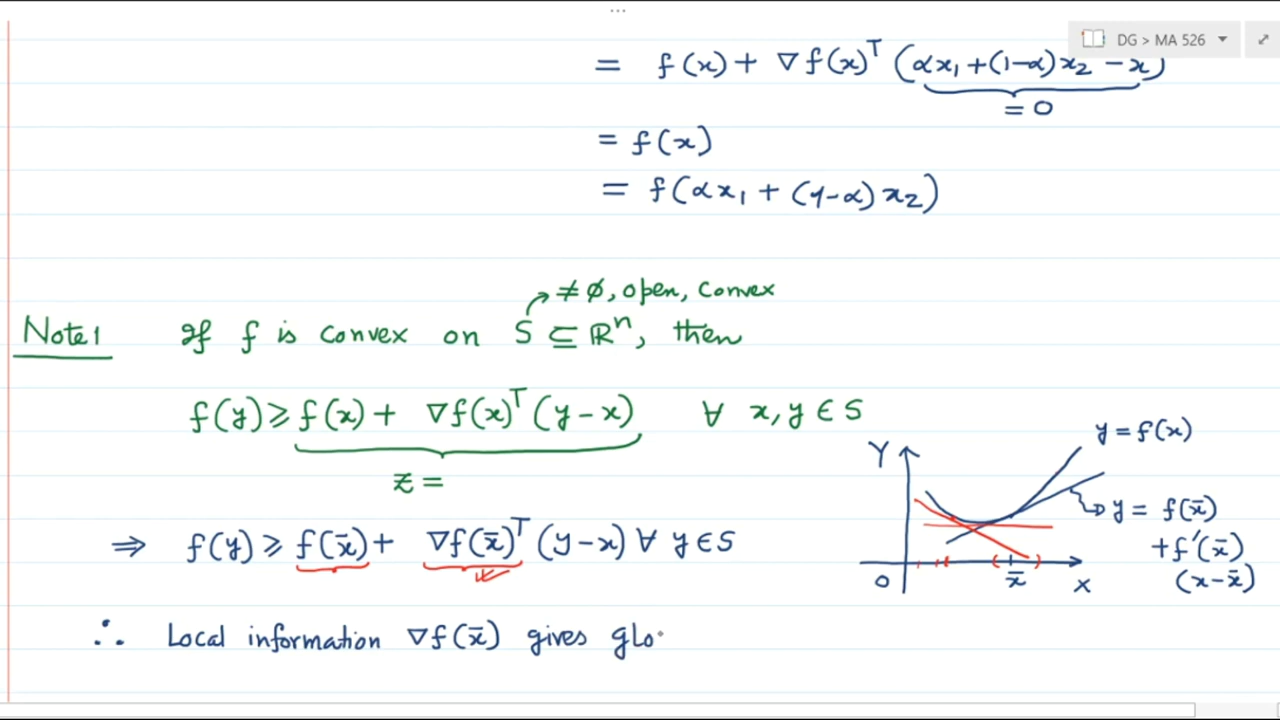 ...
DG > MA 526
= f(x) + ∇f(x)ᵀ (αx₁ + (1-α)x₂ - x)
= 0
= f(x)
= f(αx₁ + (1-α)x₂)
≠ φ, open, convex
Note1 If f is convex on S ⊆ ℝⁿ, then
f(y) ≥ f(x) + ∇f(x)ᵀ (y-x) ∀ x, y ∈ S
z =
⇒ f(y) ≥ f(x̄) + ∇f(x̄)ᵀ (y-x) ∀ y ∈ S
Y
y = f(x)
y = f(x̄)
+ f'(x̄)
(x-x̄)
O x̄ X
∴ Local information ∇f(x̄) gives glo